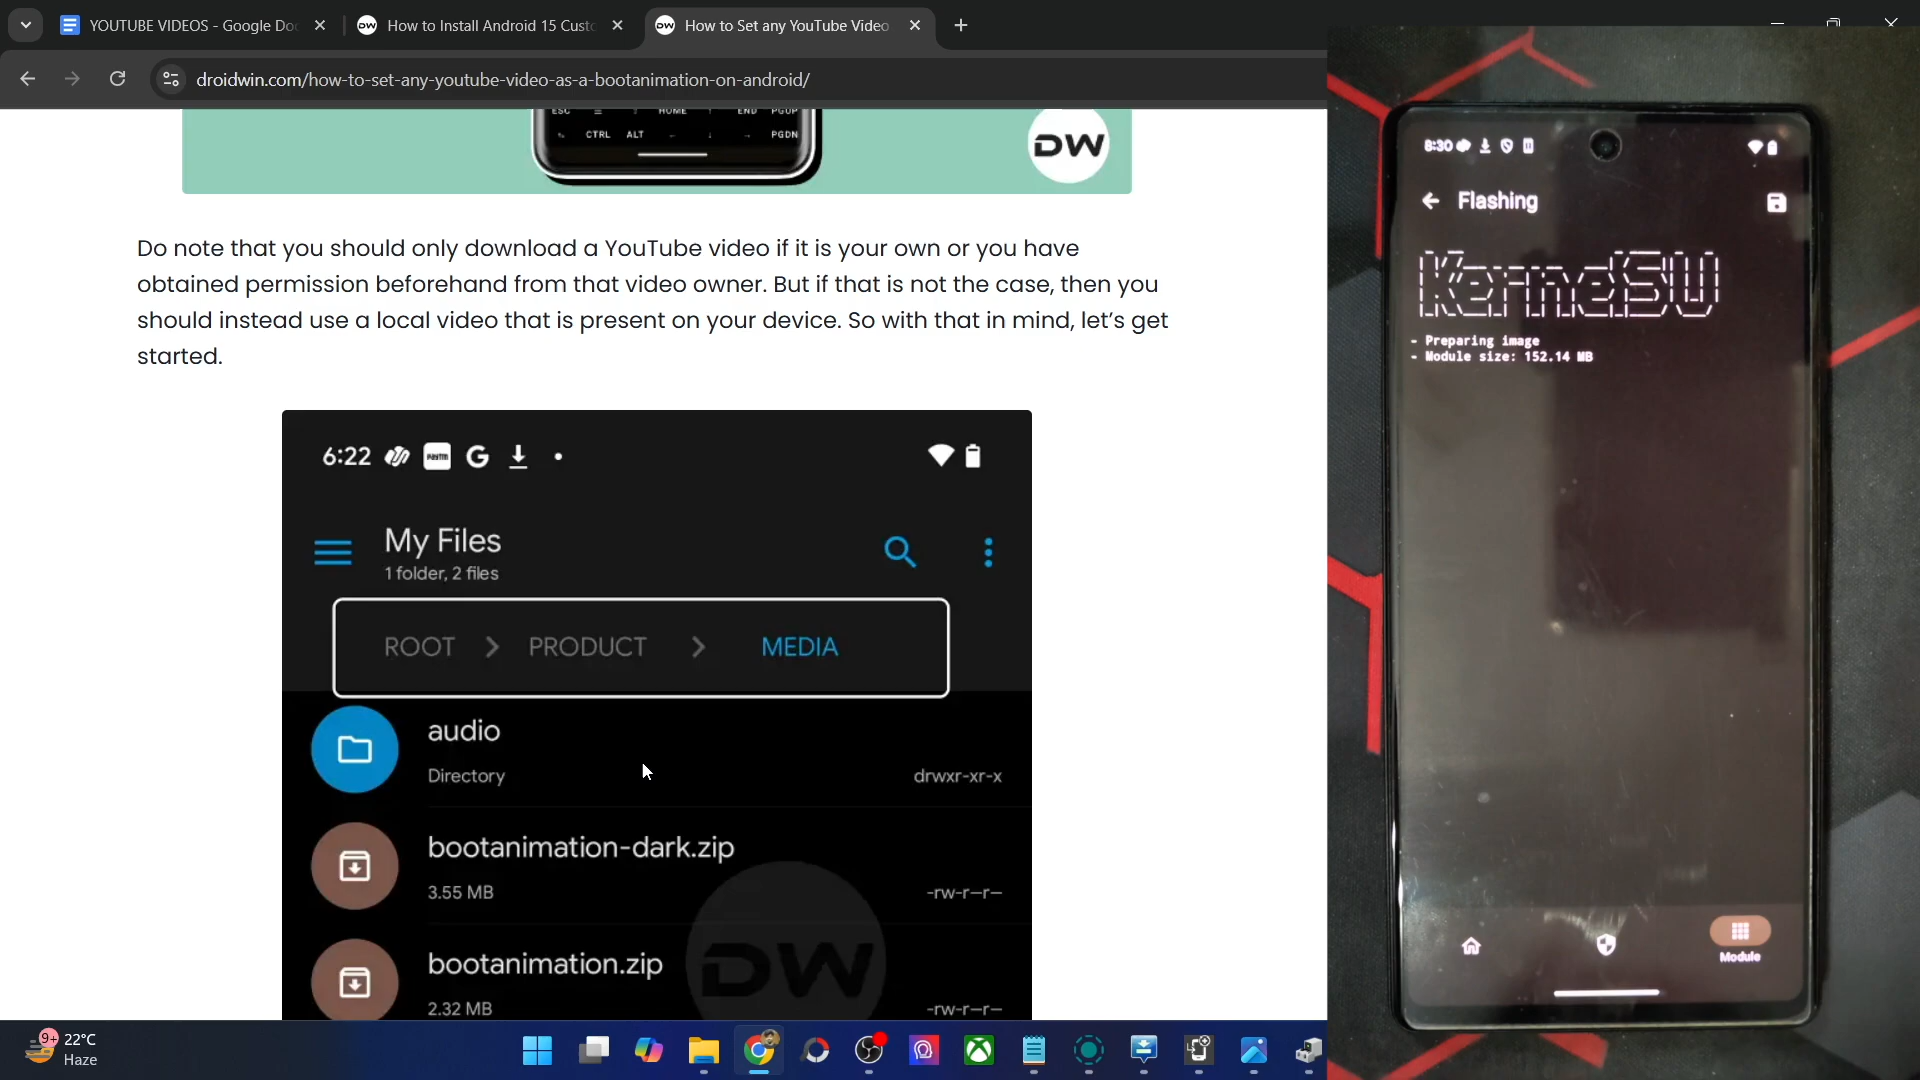 YOUTUBE VIDEOS - Google Doc
How to Install Android 15 Custo
How to Set any YouTube Video
droidwin.com/how-to-set-any-youtube-video-as-a-bootanimation-on-android/
ESC HOME END PGUP
CTRL ALT PGDN
DW
Do note that you should only download a YouTube video if it is your own or you have
obtained permission beforehand from that video owner. But if that is not the case, then you
should instead use a local video that is present on your device. So with that in mind, let’s get
started.
6:22
paytm
G
My Files
1 folder, 2 files
ROOT > PRODUCT > MEDIA
audio
Directory drwxr-xr-x
bootanimation-dark.zip
3.55 MB -rw-r--r--
bootanimation.zip
2.32 MB -rw-r--r--
DW
8:30
Flashing
KernelSU
- Preparing image
- Module size: 152.14 MB
Module
9+
22°C
Haze